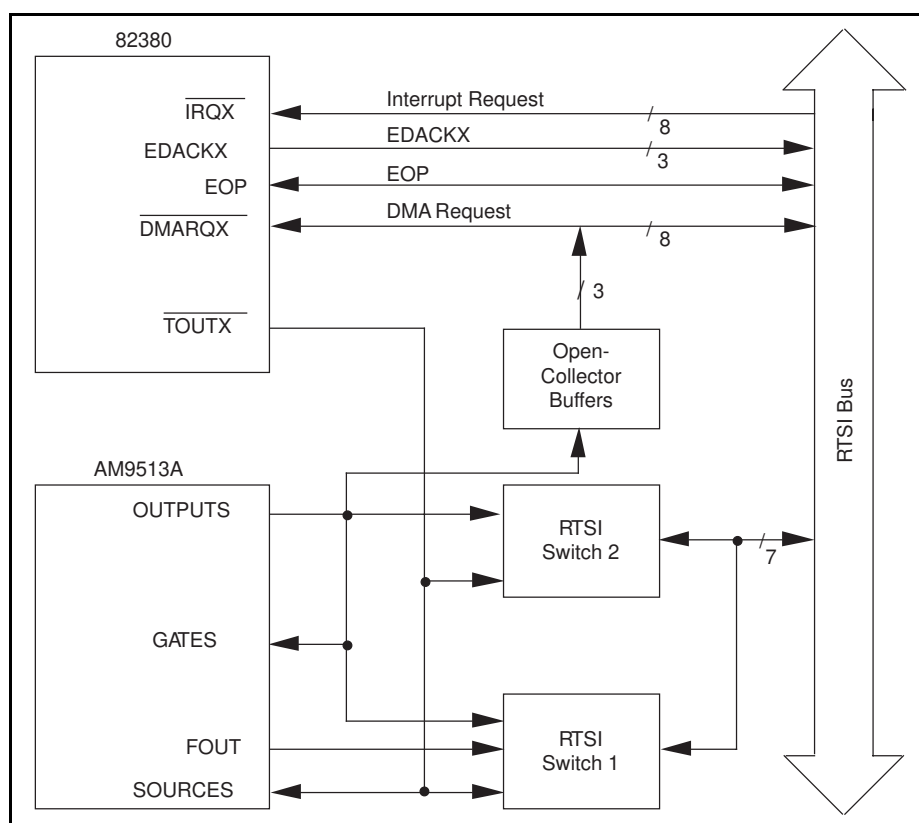 82380
IRQX
Interrupt Request
8
EDACKX
EDACKX
3
EOP
EOP
DMARQX
DMA Request
8
3
TOUTX
Open-
Collector
Buffers
RTSI Bus
AM9513A
OUTPUTS
RTSI
Switch 2
7
GATES
FOUT
RTSI
Switch 1
SOURCES